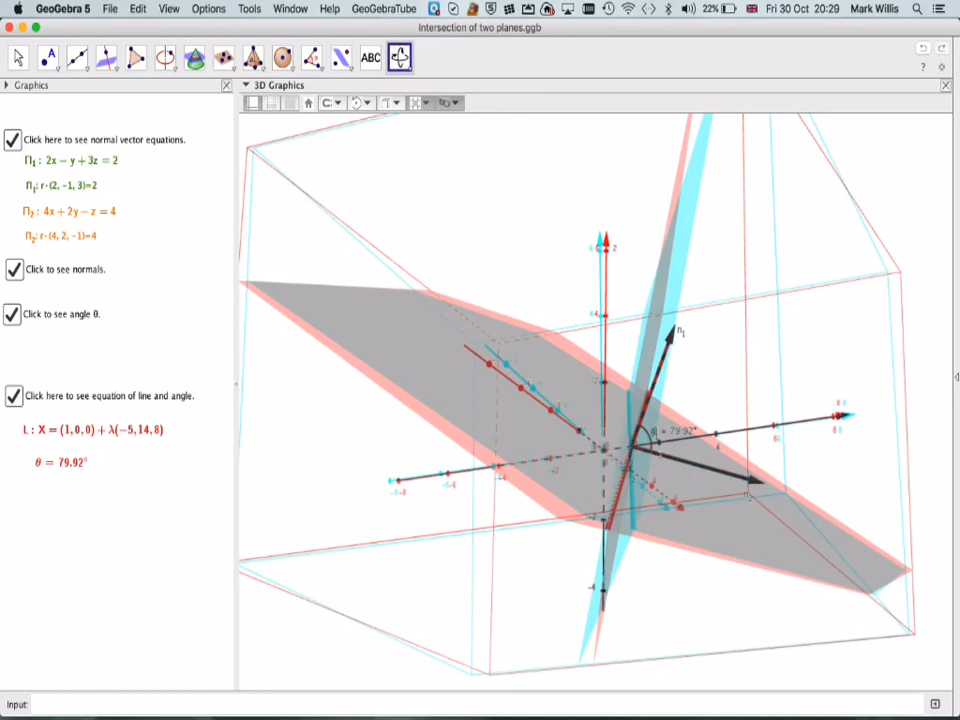 GeoGebra 5 File Edit View Options Tools Window Help GeoGebraTube 22% Fri 30 Oct 20:29 Mark Willis
Intersection of two planes.ggb
ABC
Graphics
3D Graphics
Click here to see normal vector equations.
Π₁ : 2x − y + 3z = 2
Π₁: r·(2, -1, 3)=2
Π₂ : 4x + 2y − z = 4
Π₂: r·(4, 2, -1)=4
Click to see normals.
Click to see angle θ.
Click here to see equation of line and angle.
L : X = (1, 0, 0) + λ(−5, 14, 8)
θ = 79.92°
n₁
= 79.92°
n₂
Input: